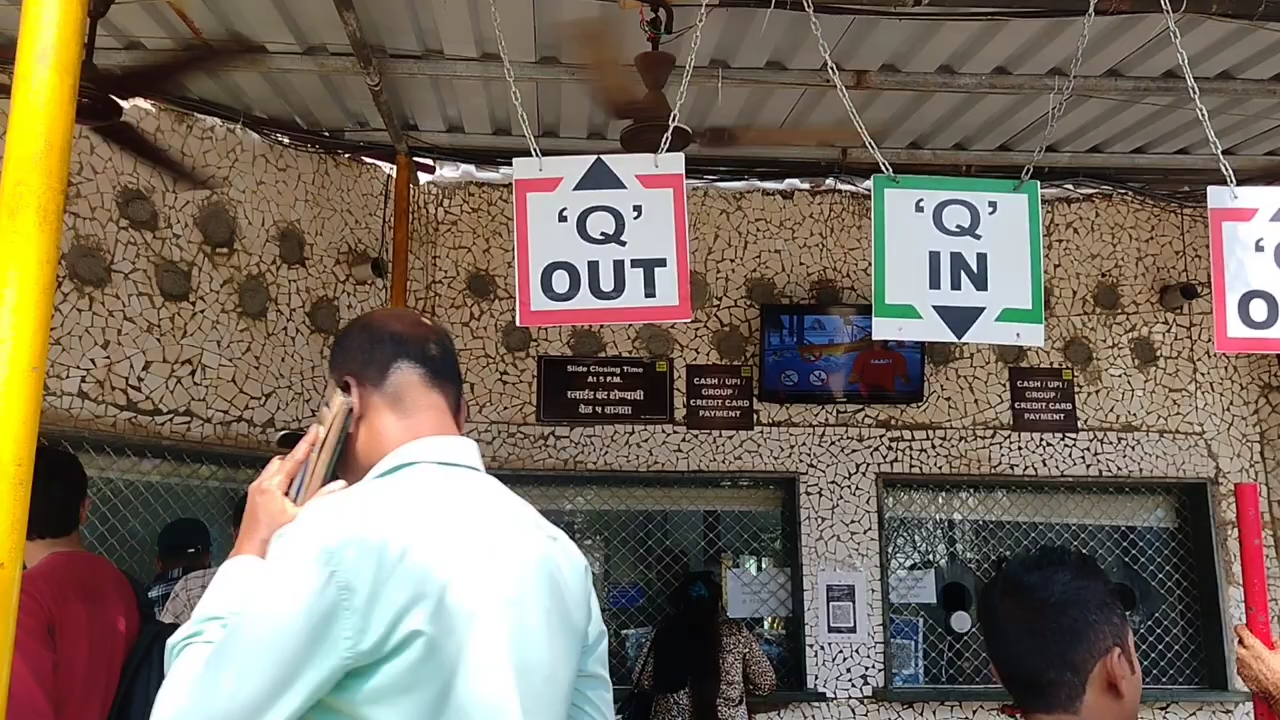 ‘Q’
OUT
‘Q’
IN
Slide Closing Time
At 5 P.M.
स्लाईड बंद होण्याची
वेळ ५ वाजता
CASH / UPI /
GROUP /
CREDIT CARD
PAYMENT
CASH / UPI /
GROUP /
CREDIT CARD
PAYMENT